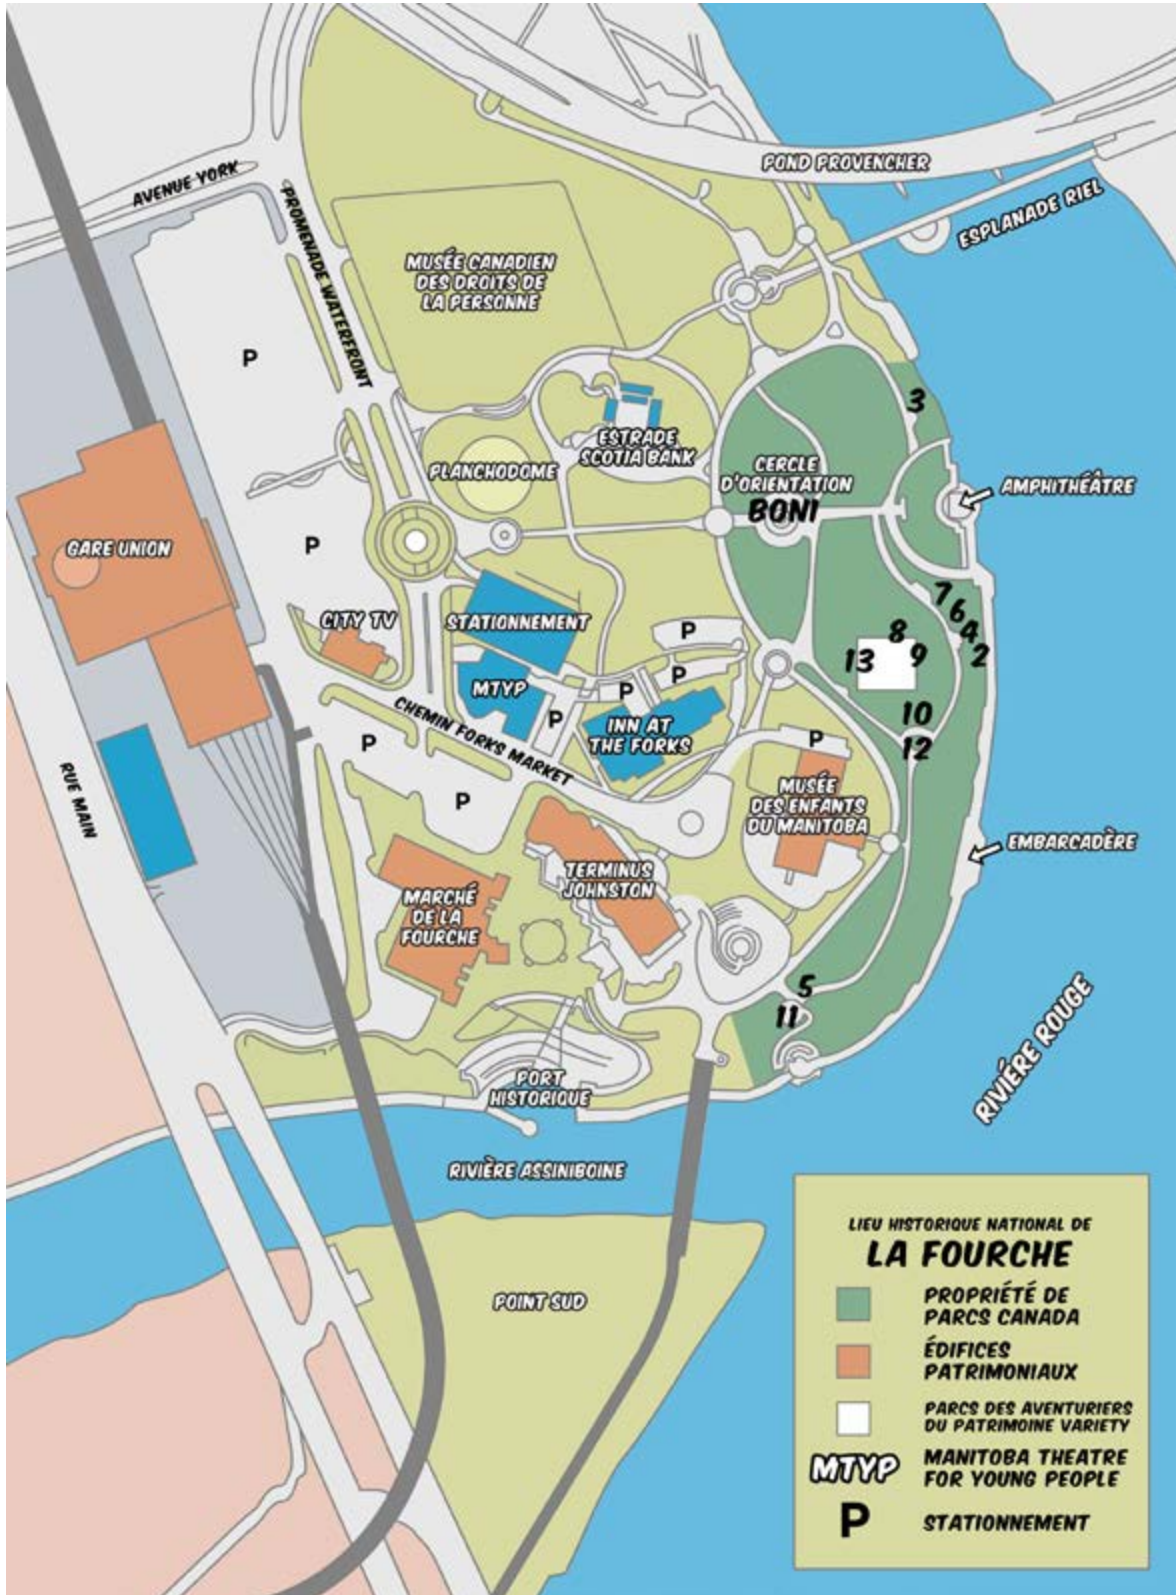 POND PROVENCHER
AVENUE YORK
ESPLANADE RIEL
PROMENADE WATERFRONT
MUSÉE CANADIEN
DES DROITS DE
LA PERSONNE
P
3
ESTRADE
SCOTIA BANK
PLANCHODOME
CERCLE
D'ORIENTATION
BONI
AMPHITHÉÂTRE
GARE UNION
P
7
6
4
2
8
9
13
CITY TV
STATIONNEMENT
P
P
P
MTYP
P
10
12
INN AT
THE FORKS
CHEMIN FORKS MARKET
P
P
P
RUE MAIN
MUSÉE
DES ENFANTS
DU MANITOBA
EMBARCADÈRE
TERMINUS
JOHNSTON
MARCHÉ
DE LA
FOURCHE
5
11
RIVIÉRE ROUGE
PORT
HISTORIQUE
RIVIÈRE ASSINIBOINE
POINT SUD
LIEU HISTORIQUE NATIONAL DE
LA FOURCHE
PROPRIÉTÉ DE
PARCS CANADA
ÉDIFICES
PATRIMONIAUX
PARCS DES AVENTURIERS
DU PATRIMOINE VARIETY
MTYP MANITOBA THEATRE
FOR YOUNG PEOPLE
P STATIONNEMENT